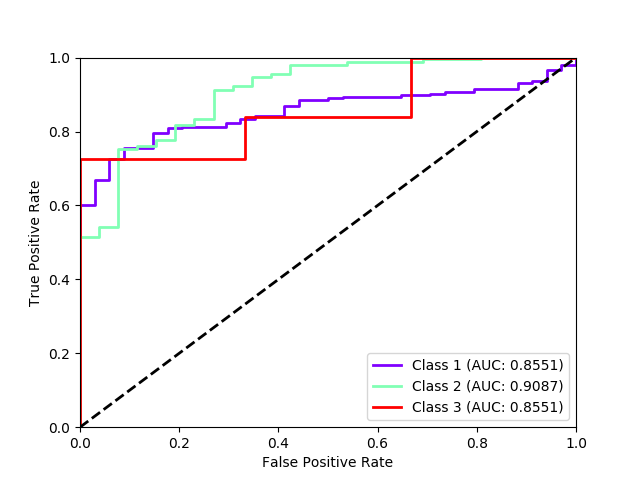 1.0
0.8
0.6
0.4
0.2
0.0
True Positive Rate
0.0 0.2 0.4 0.6 0.8 1.0
False Positive Rate
Class 1 (AUC: 0.8551)
Class 2 (AUC: 0.9087)
Class 3 (AUC: 0.8551)